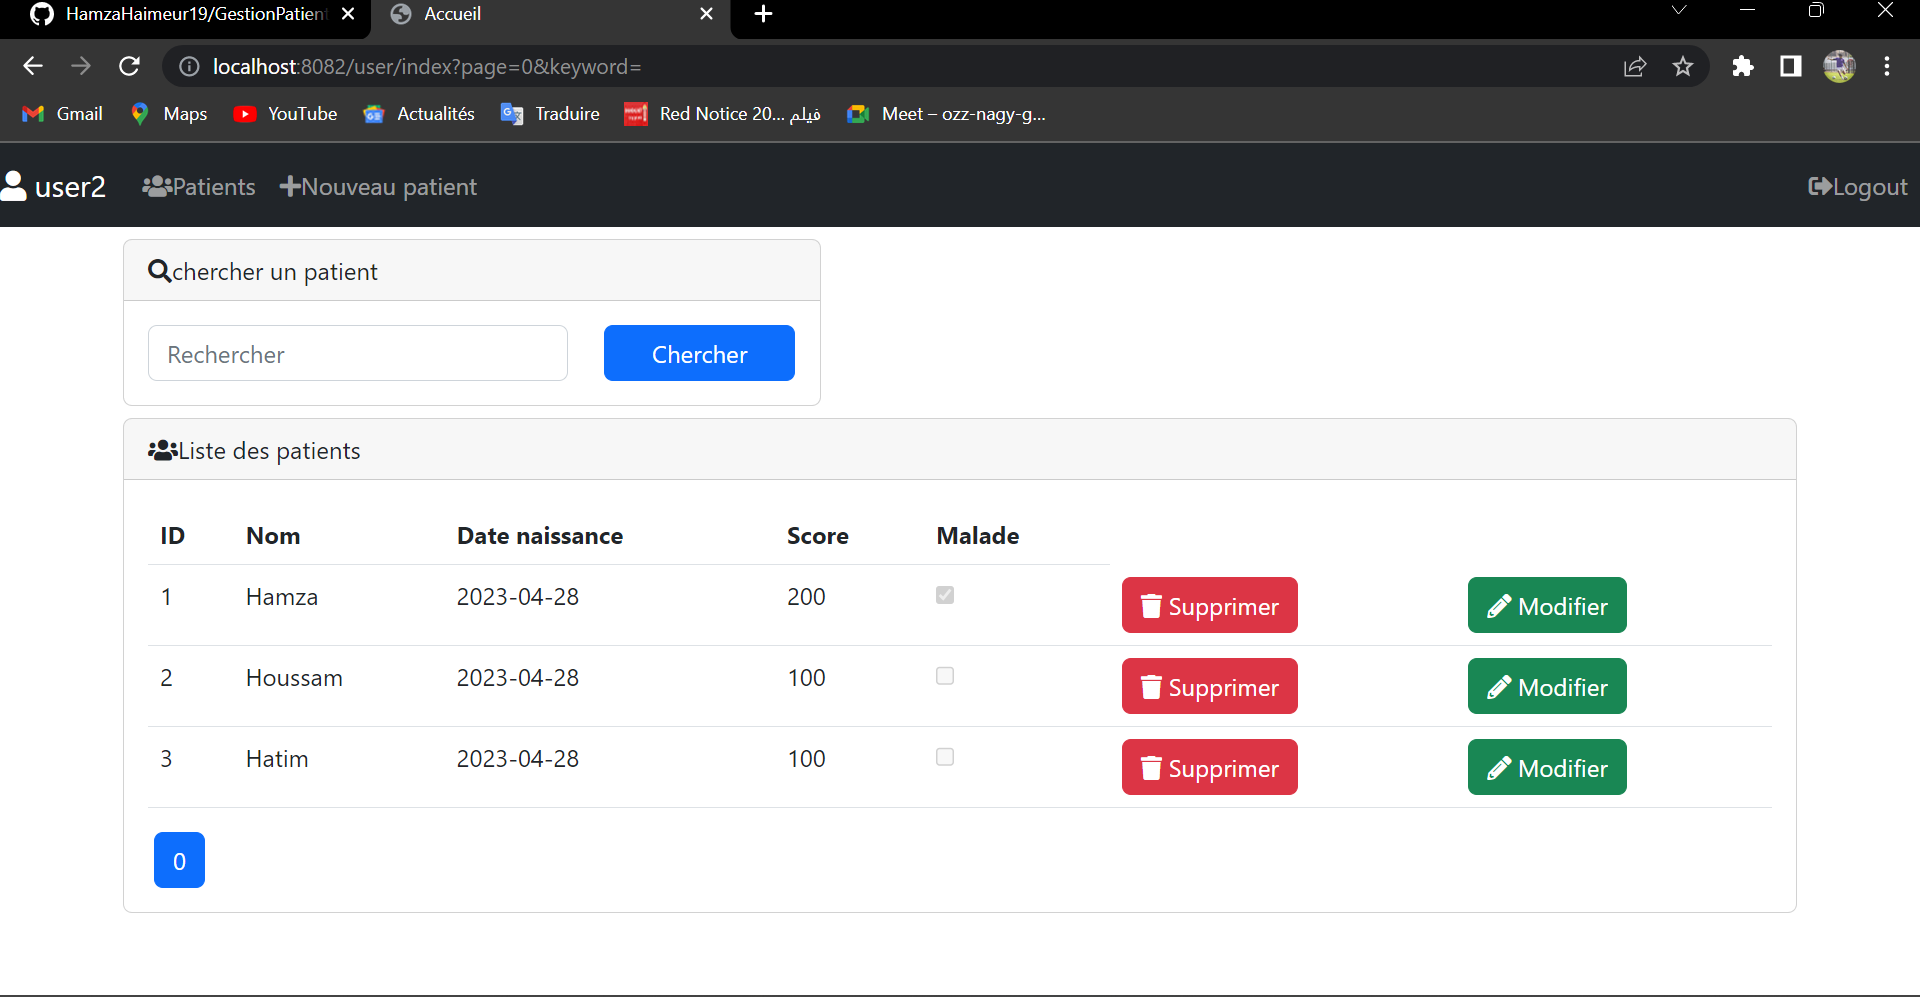 HamzaHaimeur19/GestionPatient
Accueil
localhost:8082/user/index?page=0&keyword=
Gmail
Maps
YouTube
Actualités
Traduire
Red Notice 20... فيلم
Meet – ozz-nagy-g...
user2
Patients
Nouveau patient
Logout
chercher un patient
Rechercher
Chercher
Liste des patients
ID Nom Date naissance Score Malade
1 Hamza 2023-04-28 200 Supprimer Modifier
2 Houssam 2023-04-28 100 Supprimer Modifier
3 Hatim 2023-04-28 100 Supprimer Modifier
0